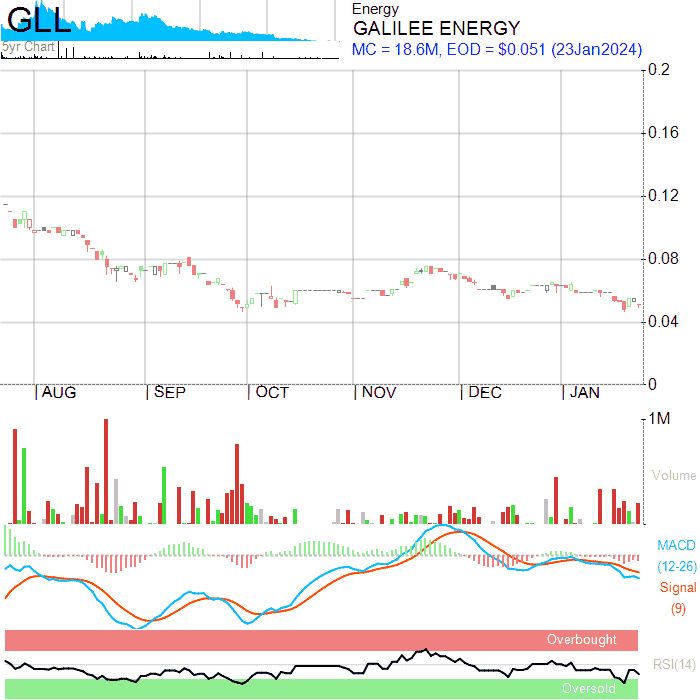 GLL
5yr Chart
Energy
GALILEE ENERGY
MC = 18.6M, EOD = $0.051 (23Jan2024)
0.2
0.16
0.12
0.08
0.04
0
AUG SEP OCT NOV DEC JAN
1M
Volume
MACD
(12-26)
Signal
(9)
Overbought
RSI(14)
Oversold